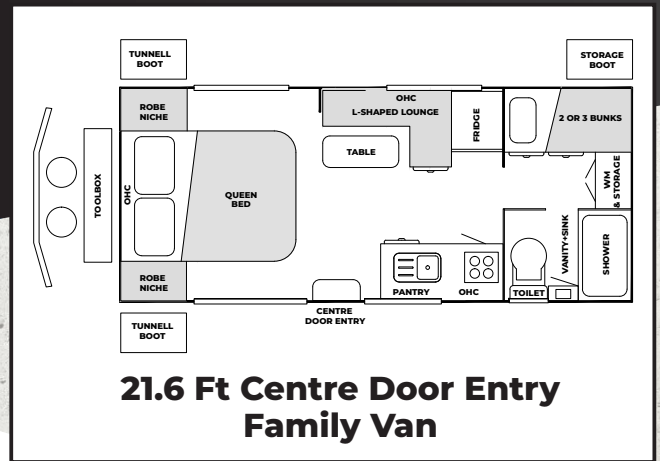 TUNNELL
BOOT
STORAGE
BOOT
ROBE
NICHE
OHC
L-SHAPED LOUNGE
FRIDGE
2 OR 3 BUNKS
TABLE
TOOLBOX
OHC
QUEEN
BED
WM
& STORAGE
VANITY+SINK
SHOWER
ROBE
NICHE
PANTRY
OHC
TOILET
CENTRE
DOOR ENTRY
TUNNELL
BOOT
21.6 Ft Centre Door Entry
Family Van